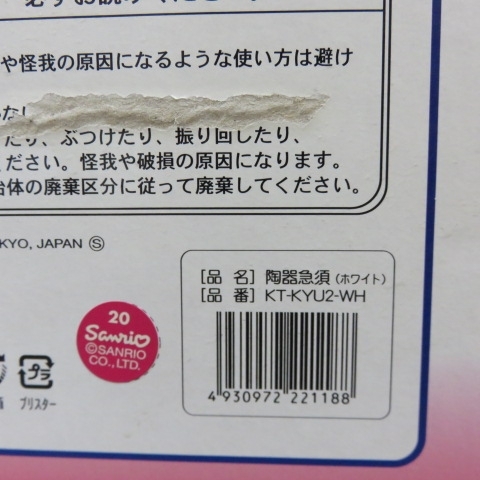 や怪我の原因になるような使い方は避け
たり、ぶつけたり、振り回したり、
ください。怪我や破損の原因になります。
治体の廃棄区分に従って廃棄してください。
KYO, JAPAN Ⓢ
[品 名] 陶器急須（ホワイト）
[品 番] KT-KYU2-WH
4 930972 221188
20
Sanrio
©SANRIO
CO.,LTD.
プラ
ブリスター